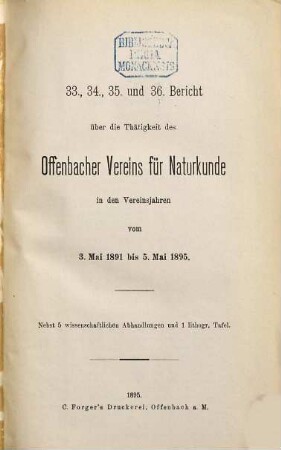 BIBLIOTHECA
REGIA
MONACENSIS
33., 34., 35. und 36. Bericht
über die Thätigkeit des
Offenbacher Vereins für Naturkunde
in den Vereinsjahren
vom
3. Mai 1891 bis 5. Mai 1895.
Nebst 5 wissenschaftlichen Abhandlungen und 1 lithogr. Tafel.
1895.
C. Forger's Druckerei, Offenbach a. M.